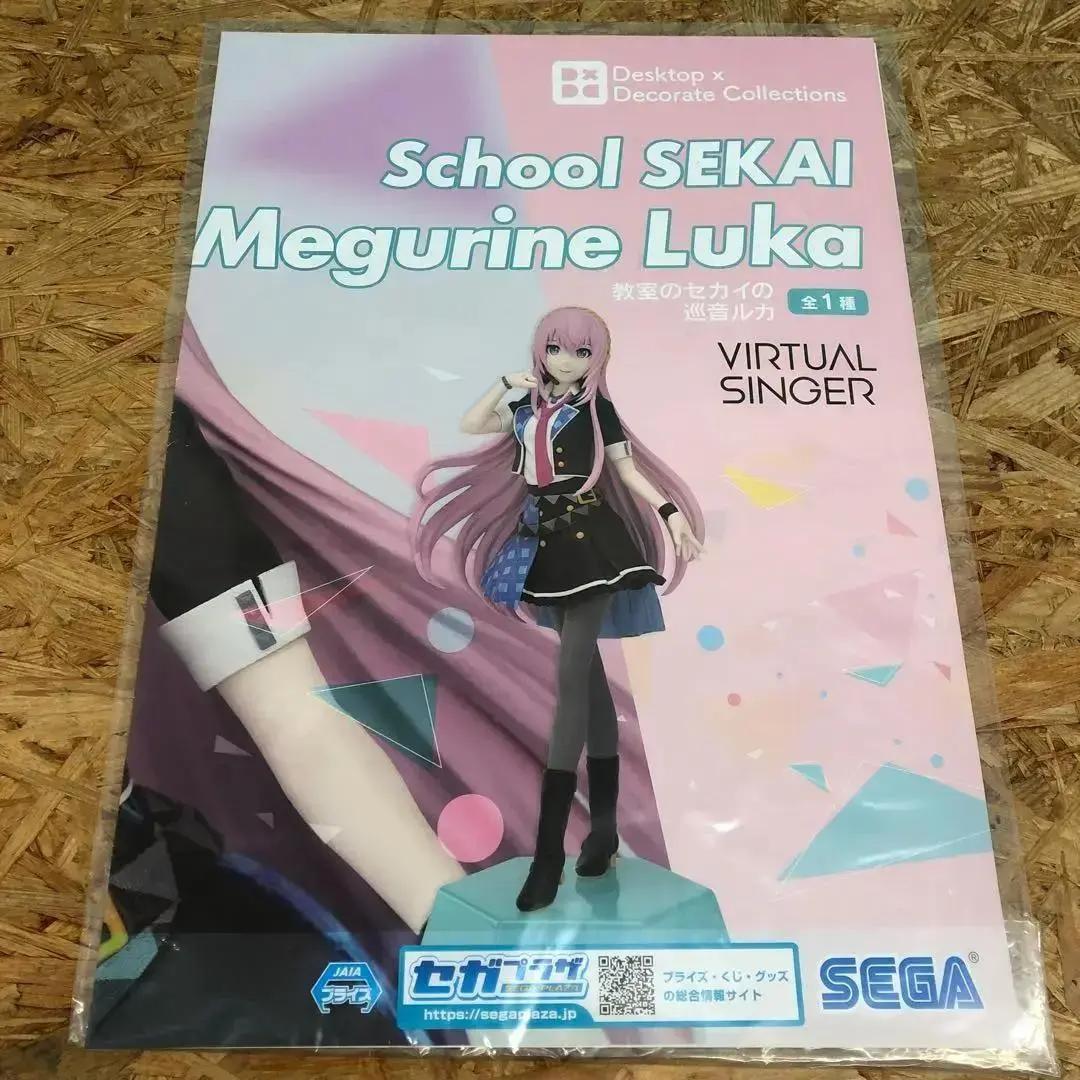 Desktop x
Decorate Collections
School SEKAI
Megurine Luka
教室のセカイの
巡音ルカ
全1種
VIRTUAL
SINGER
JAIA
プライズ
セガプラザ
SEGA PLAZA
https://segaplaza.jp
プライズ・くじ・グッズ
の総合情報サイト
SEGA®